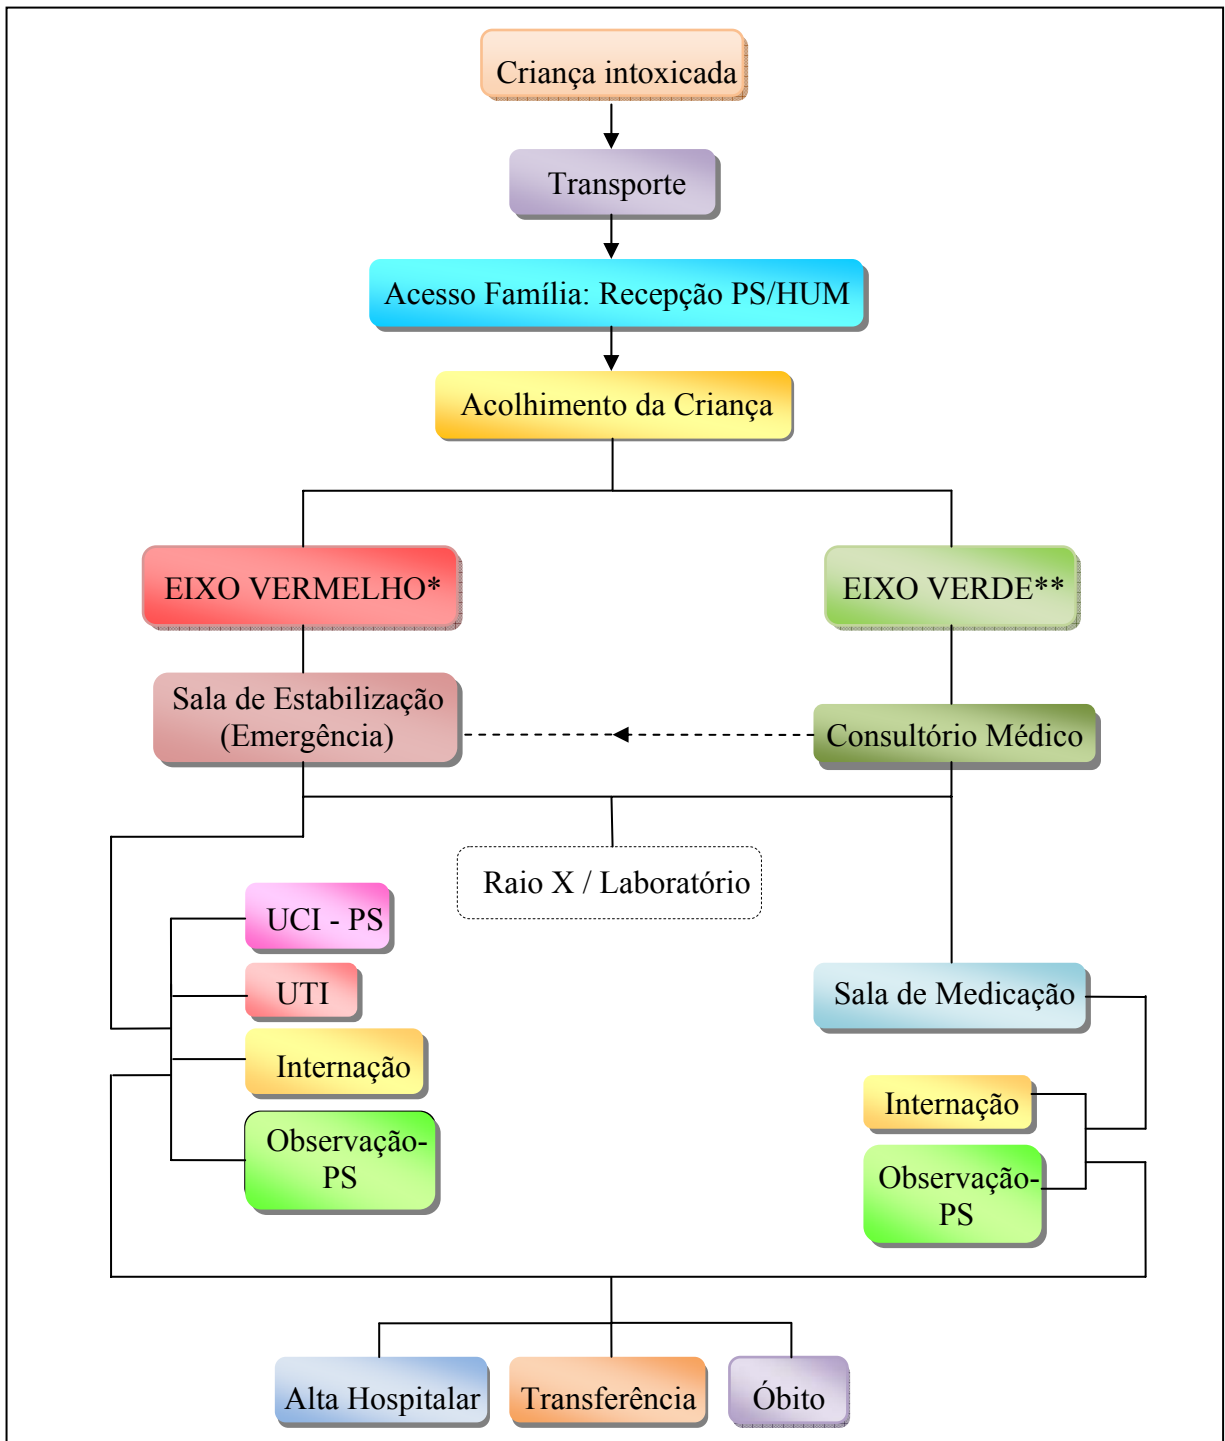 Criança intoxicada
Transporte
Acesso Família: Recepção PS/HUM
Acolhimento da Criança
EIXO VERMELHO*
EIXO VERDE**
Sala de Estabilização
(Emergência)
Consultório Médico
Raio X / Laboratório
UCI - PS
UTI
Internação
Observação-
PS
Sala de Medicação
Internação
Observação-
PS
Alta Hospitalar
Transferência
Óbito